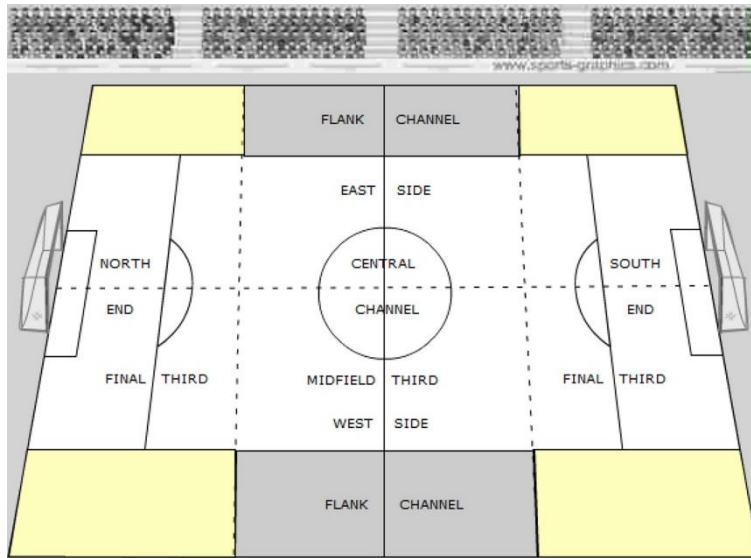 www.sports-graphics.com
FLANK CHANNEL
EAST SIDE
NORTH CENTRAL SOUTH
END CHANNEL END
FINAL THIRD MIDFIELD THIRD FINAL THIRD
WEST SIDE
FLANK CHANNEL